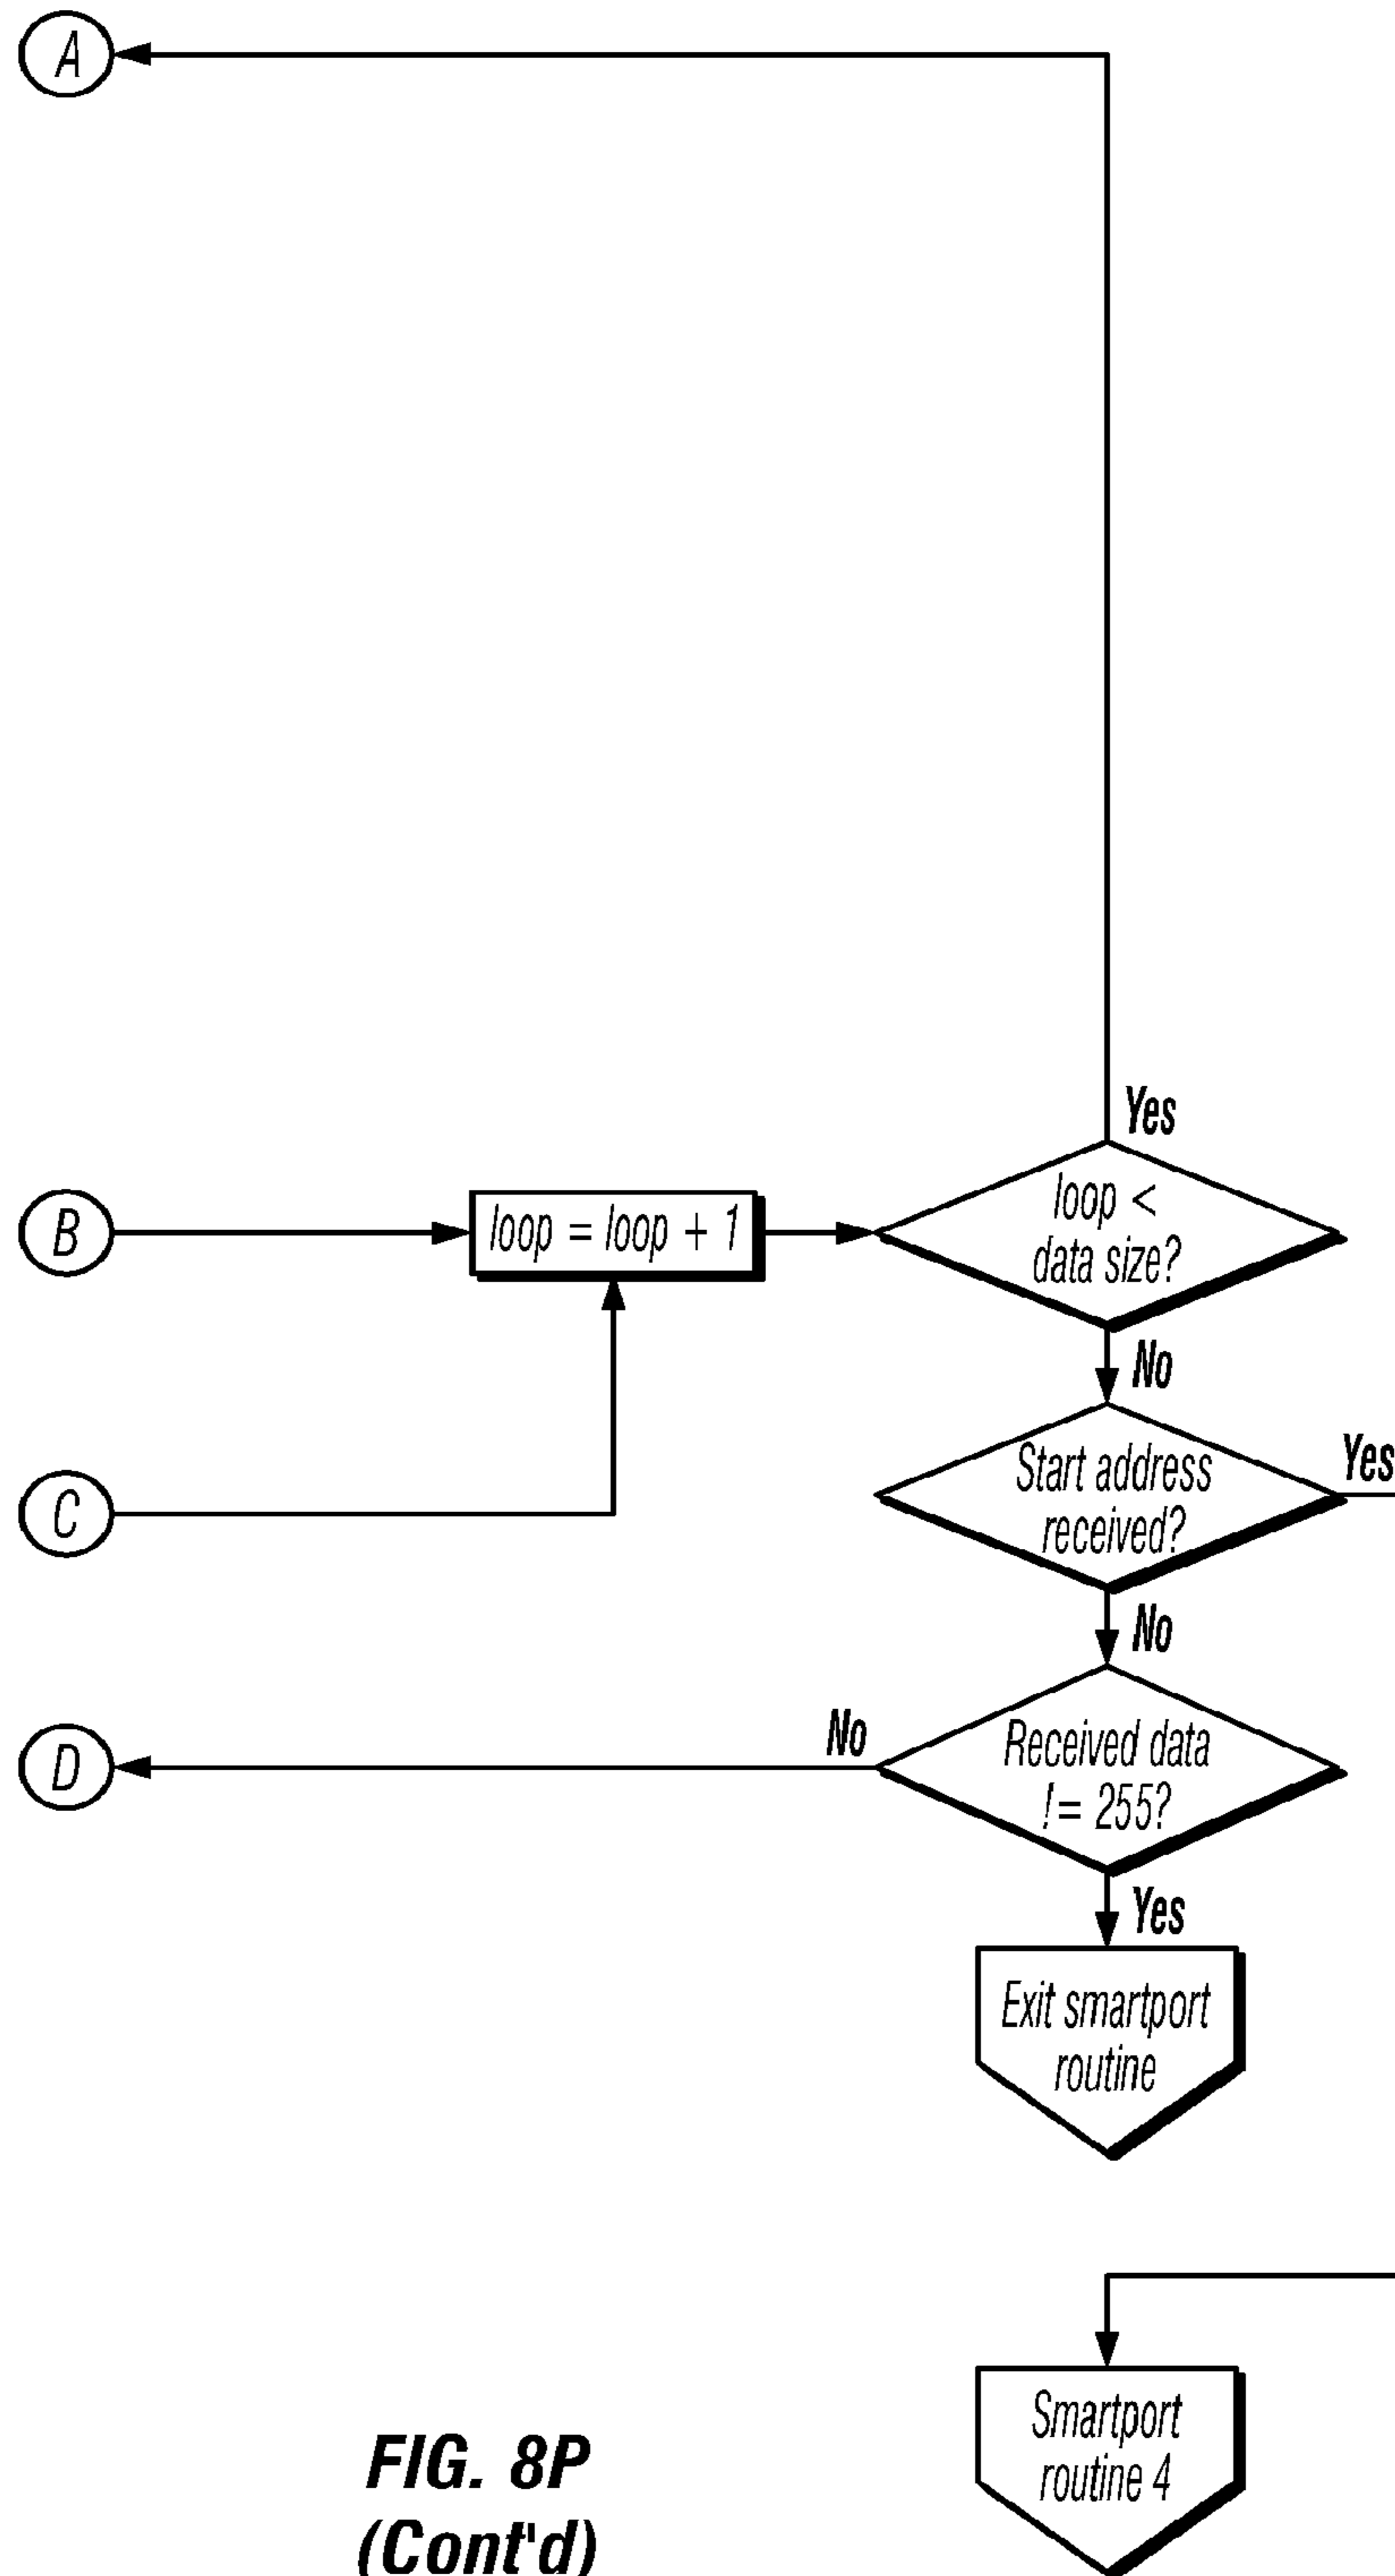 A
Yes
B
loop = loop + 1
loop <
data size?
No
C
Start address
received?
Yes
No
D
No
Received data
! = 255?
Yes
Exit smartport
routine
Smartport
routine 4
FIG. 8P
(Cont'd)